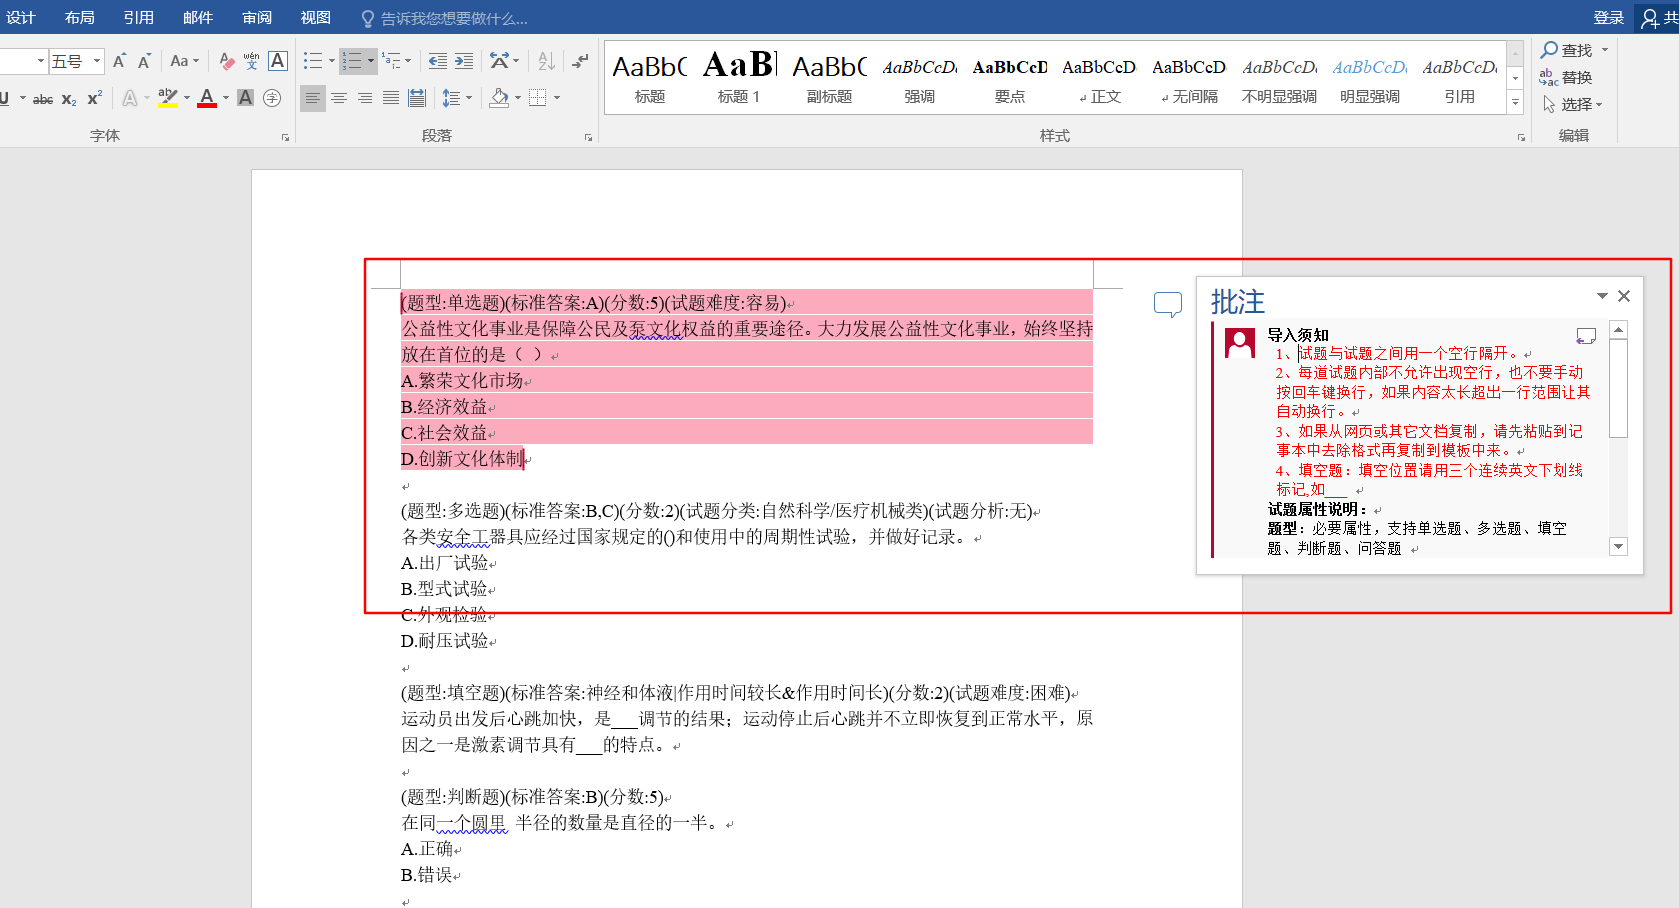 设计 布局 引用 邮件 审阅 视图 告诉我您想要做什么... 登录 共
五号 Aa wén 文 A 查找
AaBbC AaBl AaBbC AaBbCcD AaBbCcD AaBbCcD AaBbCcD AaBbCcD AaBbCcD AaBbCcD
标题 标题 1 副标题 强调 要点 正文 无间隔 不明显强调 明显强调 引用
替换
U abc X₂ X² A aby A A 字 选择
字体 段落 样式 编辑
(题型:单选题)(标准答案:A)(分数:5)(试题难度:容易)
公益性文化事业是保障公民及泵文化权益的重要途径。大力发展公益性文化事业，始终坚持
放在首位的是（ ）
A.繁荣文化市场
B.经济效益
C.社会效益
D.创新文化体制
(题型:多选题)(标准答案:B,C)(分数:2)(试题分类:自然科学/医疗机械类)(试题分析:无)
各类安全工器具应经过国家规定的()和使用中的周期性试验，并做好记录。
A.出厂试验
B.型式试验
C.外观检验
D.耐压试验
(题型:填空题)(标准答案:神经和体液|作用时间较长&作用时间长)(分数:2)(试题难度:困难)
运动员出发后心跳加快，是___调节的结果；运动停止后心跳并不立即恢复到正常水平，原
因之一是激素调节具有___的特点。
(题型:判断题)(标准答案:B)(分数:5)
在同一个圆里 半径的数量是直径的一半。
A.正确
B.错误
批注
导入须知
1、试题与试题之间用一个空行隔开。
2、每道试题内部不允许出现空行，也不要手动
按回车键换行，如果内容太长超出一行范围让其
自动换行。
3、如果从网页或其它文档复制，请先粘贴到记
事本中去除格式再复制到模板中来。
4、填空题：填空位置请用三个连续英文下划线
标记,如___
试题属性说明：
题型：必要属性，支持单选题、多选题、填空
题、判断题、问答题